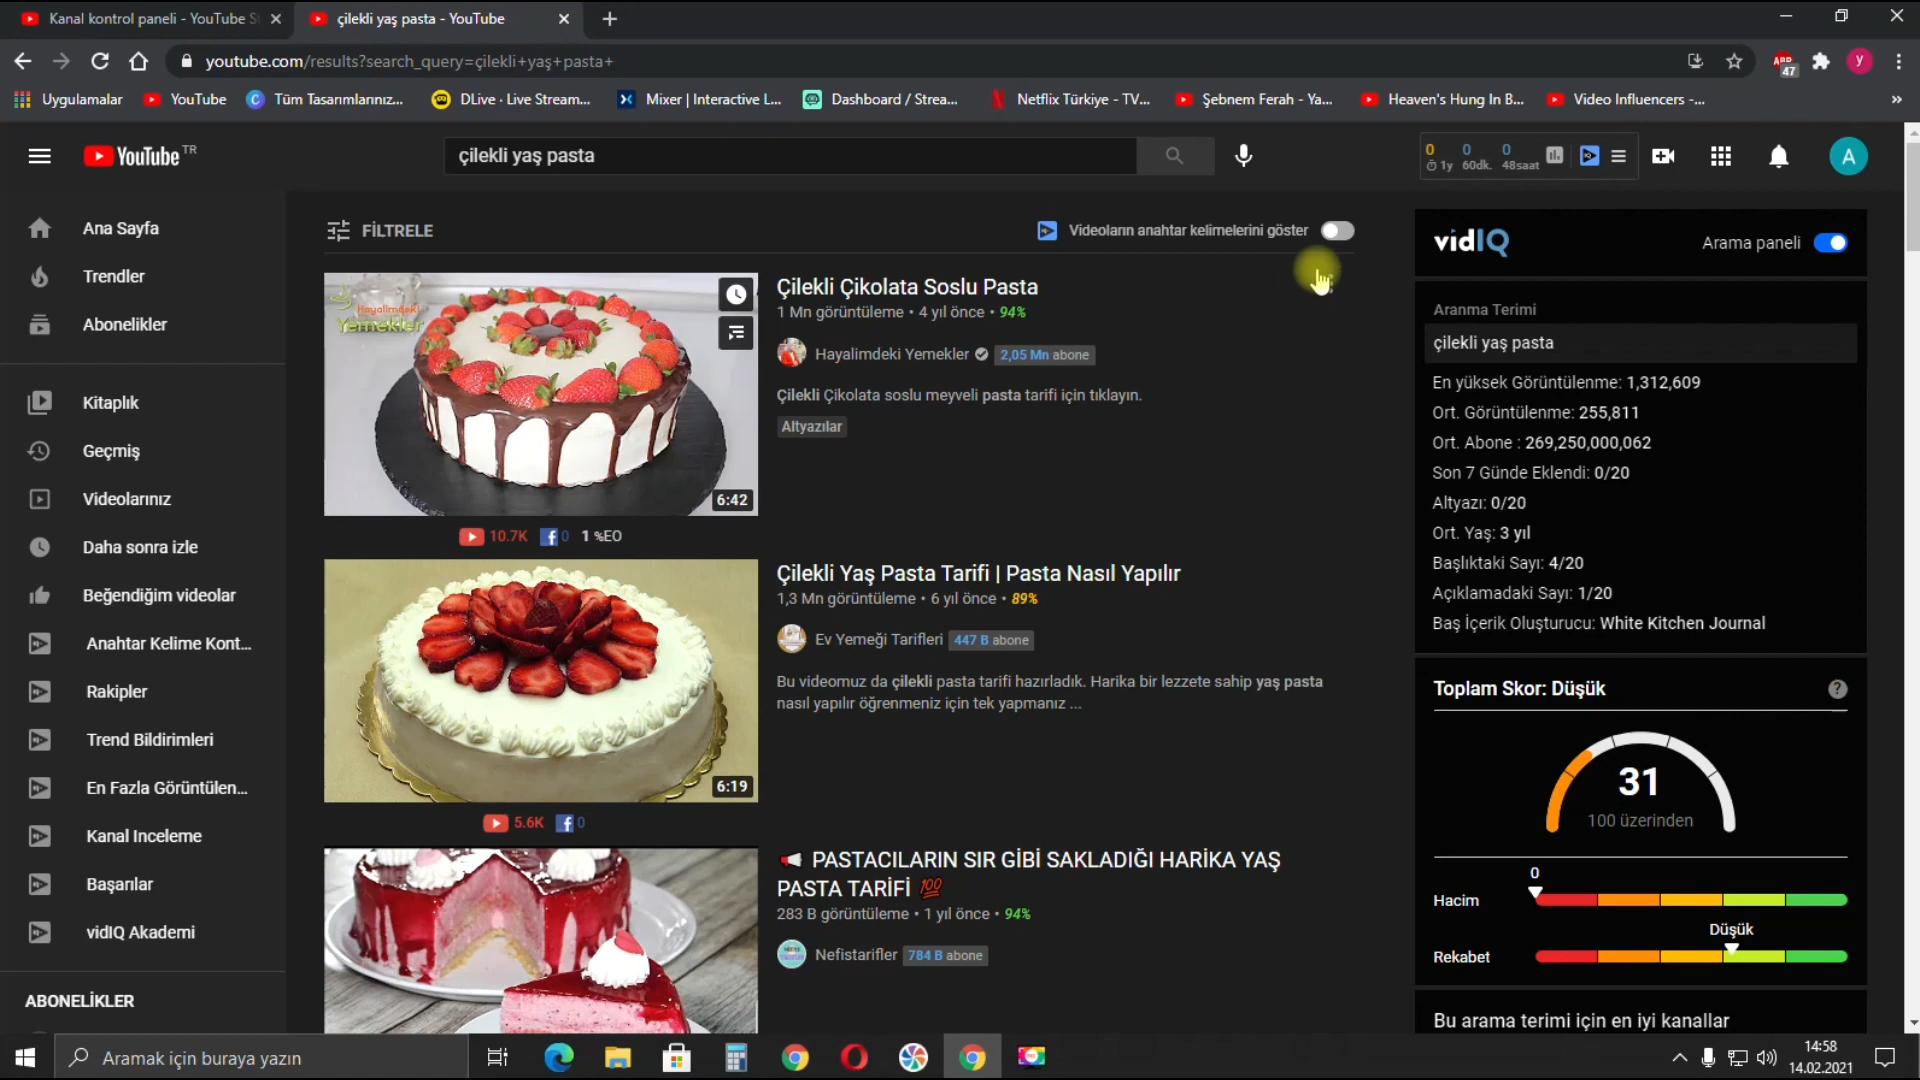 Kanal kontrol paneli - YouTube S
çilekli yaş pasta - YouTube
youtube.com/results?search_query=çilekli+yaş+pasta+
ABP
47
y
Uygulamalar
YouTube
C
Tüm Tasarımlarınız...
DLive · Live Stream...
Mixer | Interactive L...
Dashboard / Strea...
Netflix Türkiye - TV...
Şebnem Ferah - Ya...
Heaven's Hung In B...
Video Influencers -...
»
YouTube TR
çilekli yaş pasta
0 0 0
1y 60dk. 48saat
A
Ana Sayfa
Trendler
Abonelikler
Kitaplık
Geçmiş
Videolarınız
Daha sonra izle
Beğendiğim videolar
Anahtar Kelime Kont...
Rakipler
Trend Bildirimleri
En Fazla Görüntülen...
Kanal Inceleme
Başarılar
vidIQ Akademi
ABONELİKLER
FİLTRELE
Videoların anahtar kelimelerini göster
Hayalimdeki
Yemekler
6:42
Çilekli Çikolata Soslu Pasta
1 Mn görüntüleme • 4 yıl önce • 94%
Hayalimdeki Yemekler 2,05 Mn abone
Çilekli Çikolata soslu meyveli pasta tarifi için tıklayın.
Altyazılar
10.7K 0 1 %EO
6:19
Çilekli Yaş Pasta Tarifi | Pasta Nasıl Yapılır
1,3 Mn görüntüleme • 6 yıl önce • 89%
Ev Yemeği Tarifleri 447 B abone
Bu videomuz da çilekli pasta tarifi hazırladık. Harika bir lezzete sahip yaş pasta
nasıl yapılır öğrenmeniz için tek yapmanız ...
5.6K 0
📢 PASTACILARIN SIR GİBİ SAKLADIĞI HARİKA YAŞ
PASTA TARİFİ 💯
283 B görüntüleme • 1 yıl önce • 94%
Nefistarifler 784 B abone
vidIQ
Arama paneli
Aranma Terimi
çilekli yaş pasta
En yüksek Görüntülenme: 1,312,609
Ort. Görüntülenme: 255,811
Ort. Abone : 269,250,000,062
Son 7 Günde Eklendi: 0/20
Altyazı: 0/20
Ort. Yaş: 3 yıl
Başlıktaki Sayı: 4/20
Açıklamadaki Sayı: 1/20
Baş İçerik Oluşturucu: White Kitchen Journal
Toplam Skor: Düşük
?
31
100 üzerinden
0
Hacim
Düşük
Rekabet
Bu arama terimi için en iyi kanallar
Aramak için buraya yazın
14:58
14.02.2021